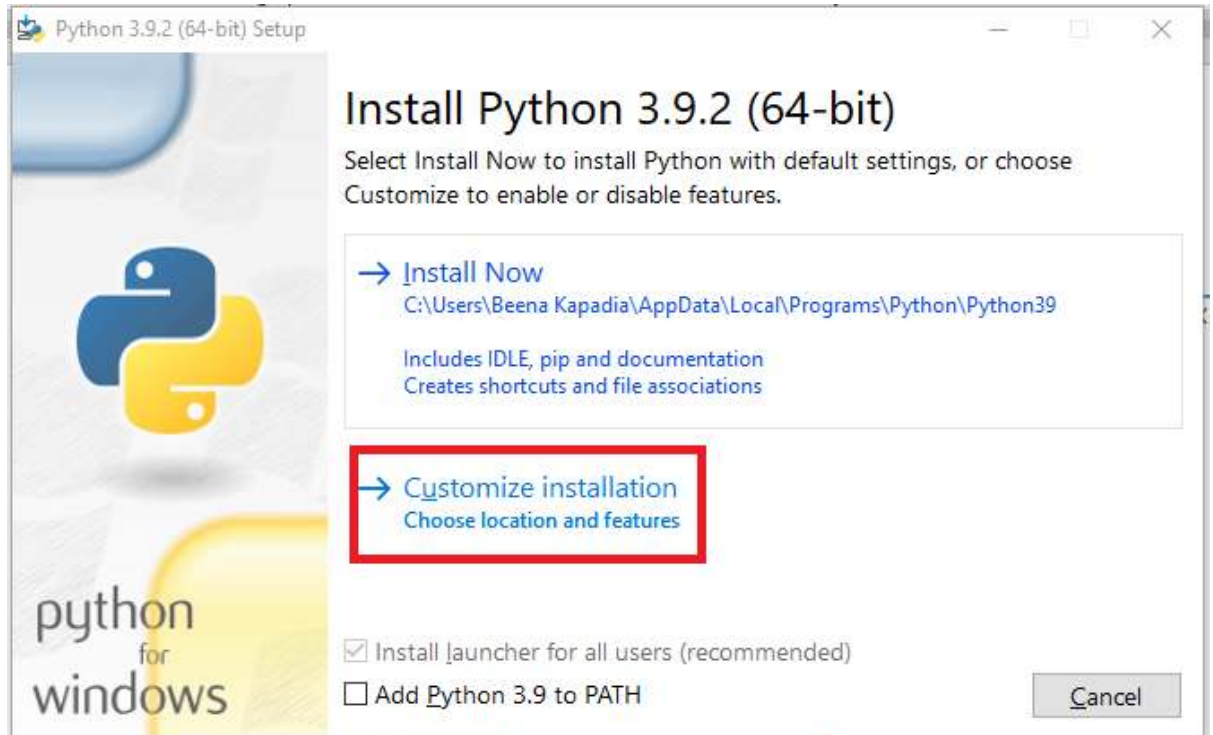 Python 3.9.2 (64-bit) Setup
Install Python 3.9.2 (64-bit)
Select Install Now to install Python with default settings, or choose
Customize to enable or disable features.
Install Now
C:\Users\Beena Kapadia\AppData\Local\Programs\Python\Python39
Includes IDLE, pip and documentation
Creates shortcuts and file associations
Customize installation
Choose location and features
python
for
windows
Install launcher for all users (recommended)
Add Python 3.9 to PATH
Cancel